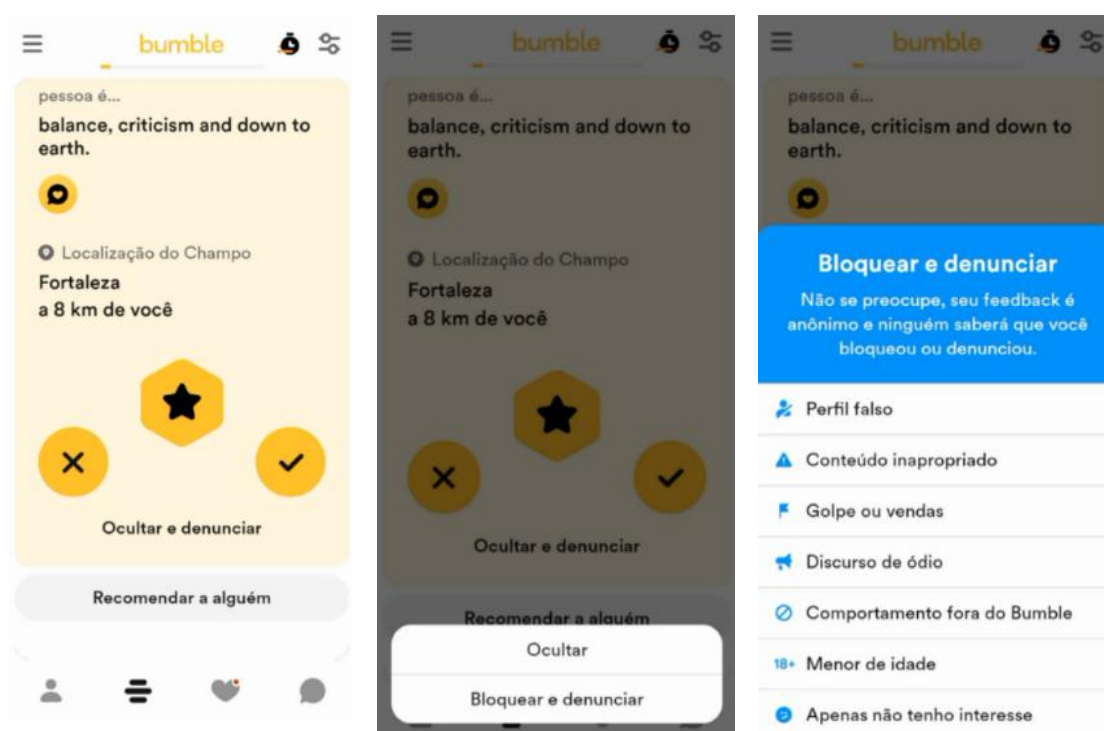 bumble
pessoa é...
balance, criticism and down to
earth.
Localização do Champo
Fortaleza
a 8 km de você
Ocultar e denunciar
Recomendar a alguém
bumble
pessoa é...
balance, criticism and down to
earth.
Localização do Champo
Fortaleza
a 8 km de você
Ocultar e denunciar
Recomendar a alguém
Ocultar
Bloquear e denunciar
bumble
pessoa é...
balance, criticism and down to
earth.
Bloquear e denunciar
Não se preocupe, seu feedback é
anônimo e ninguém saberá que você
bloqueou ou denunciou.
Perfil falso
Conteúdo inapropriado
Golpe ou vendas
Discurso de ódio
Comportamento fora do Bumble
18+ Menor de idade
Apenas não tenho interesse